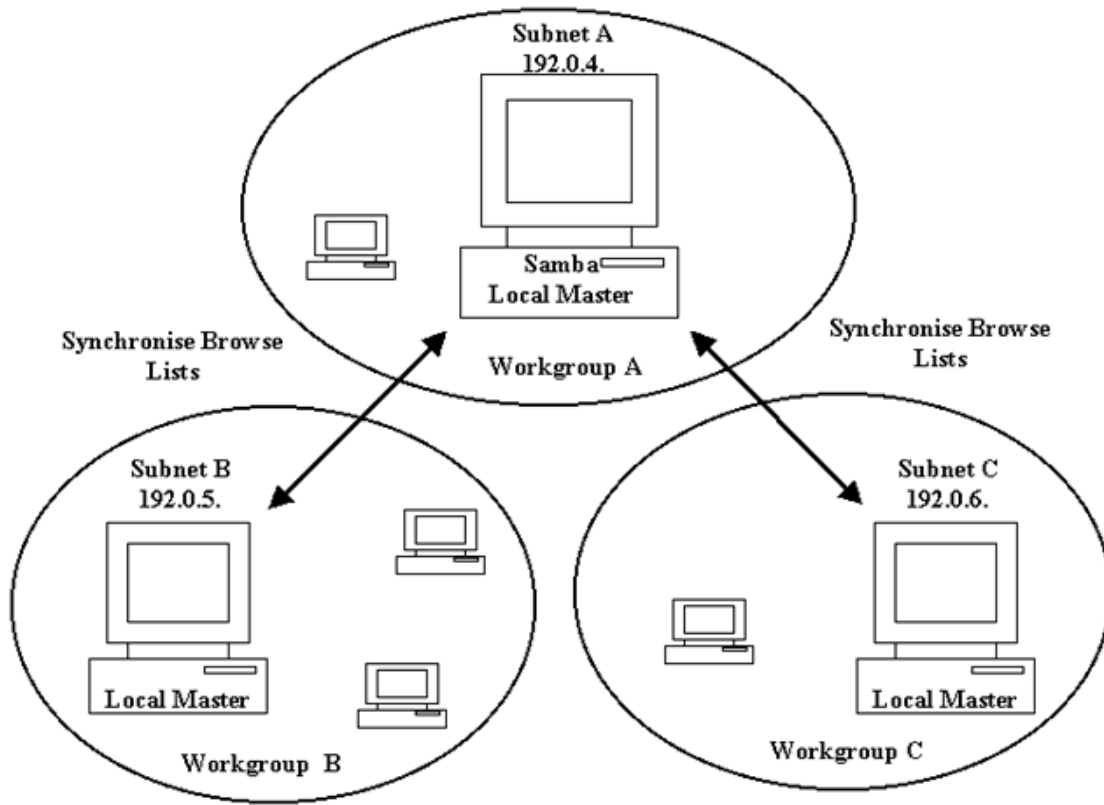 Subnet A
192.0.4.
Samba
Local Master
Workgroup A
Synchronise Browse
Lists
Synchronise Browse
Lists
Subnet B
192.0.5.
Local Master
Workgroup B
Subnet C
192.0.6.
Local Master
Workgroup C